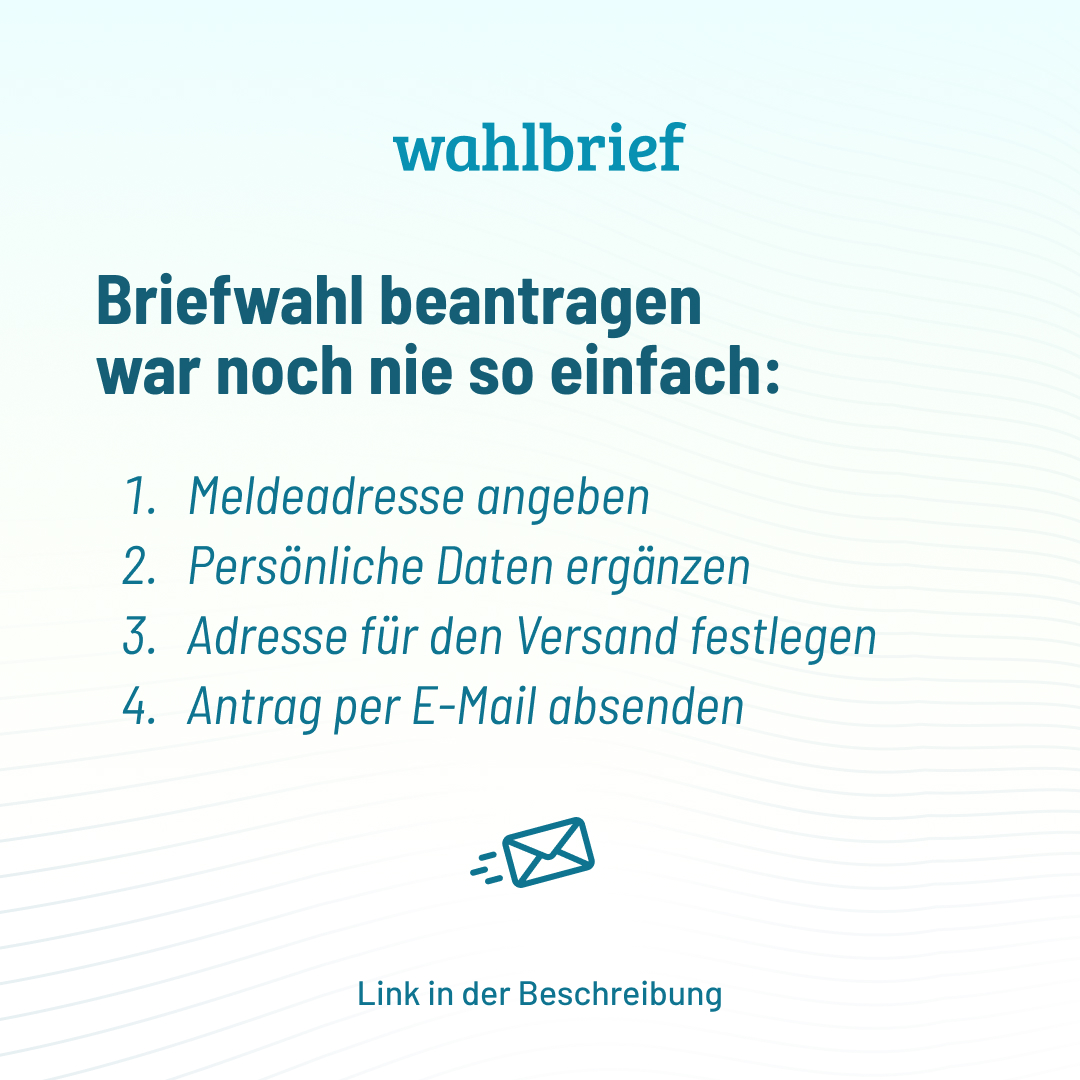 wahlbrief
Briefwahl beantragen
war noch nie so einfach:
1. Meldeadresse angeben
2. Persönliche Daten ergänzen
3. Adresse für den Versand festlegen
4. Antrag per E-Mail absenden
Link in der Beschreibung